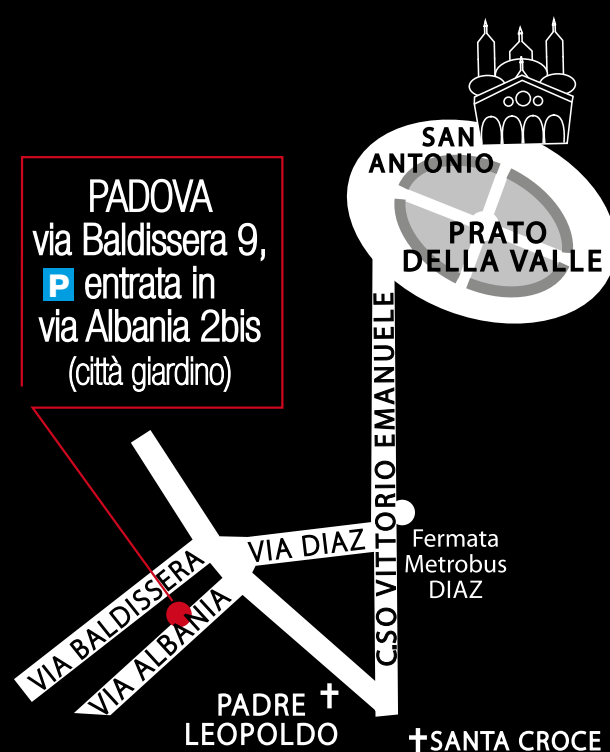 SAN
ANTONIO
PRATO
DELLA VALLE
PADOVA
via Baldissera 9,
P entrata in
via Albania 2bis
(città giardino)
C.SO VITTORIO EMANUELE
VIA DIAZ
Fermata
Metrobus
DIAZ
VIA BALDISSERA
VIA ALBANIA
PADRE
LEOPOLDO
SANTA CROCE